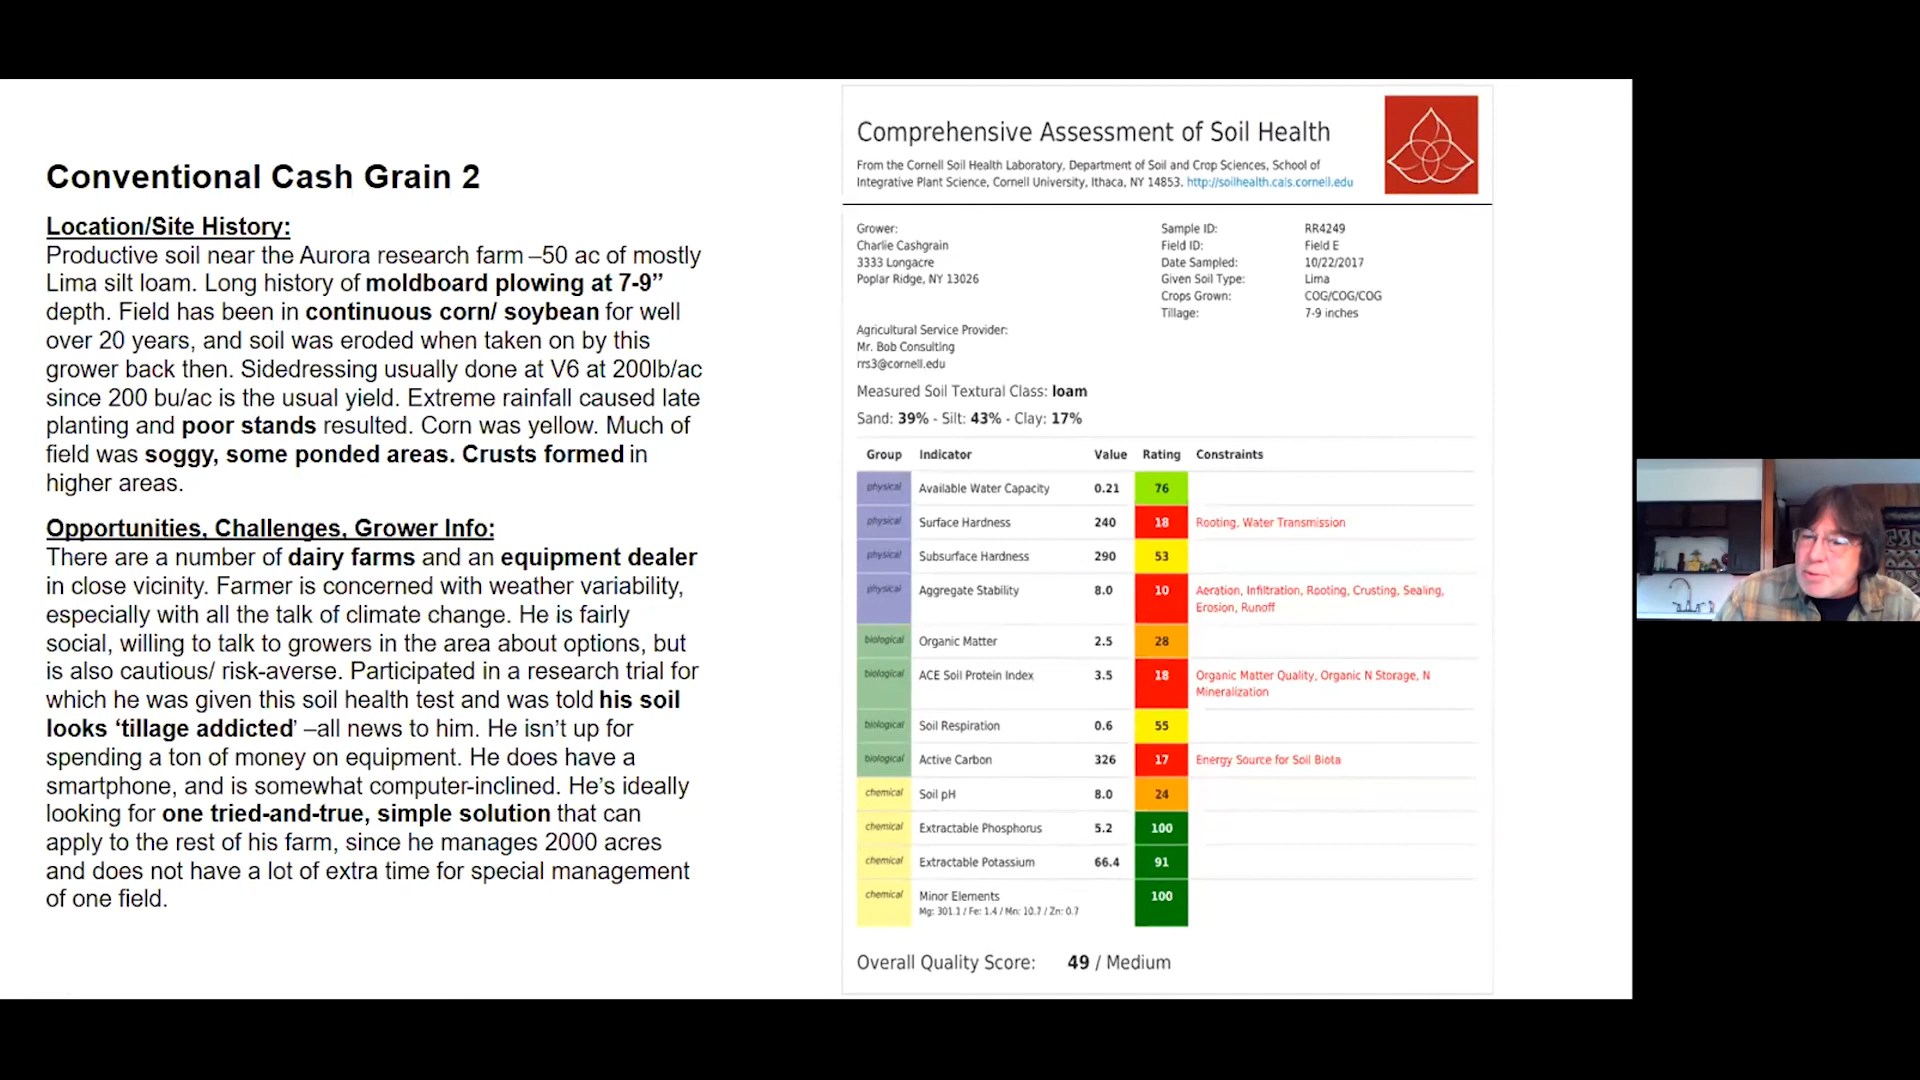 Conventional Cash Grain 2
Location/Site History:
Productive soil near the Aurora research farm –50 ac of mostly
Lima silt loam. Long history of moldboard plowing at 7-9”
depth. Field has been in continuous corn/ soybean for well
over 20 years, and soil was eroded when taken on by this
grower back then. Sidedressing usually done at V6 at 200lb/ac
since 200 bu/ac is the usual yield. Extreme rainfall caused late
planting and poor stands resulted. Corn was yellow. Much of
field was soggy, some ponded areas. Crusts formed in
higher areas.
Opportunities, Challenges, Grower Info:
There are a number of dairy farms and an equipment dealer
in close vicinity. Farmer is concerned with weather variability,
especially with all the talk of climate change. He is fairly
social, willing to talk to growers in the area about options, but
is also cautious/ risk-averse. Participated in a research trial for
which he was given this soil health test and was told his soil
looks ‘tillage addicted’ –all news to him. He isn’t up for
spending a ton of money on equipment. He does have a
smartphone, and is somewhat computer-inclined. He’s ideally
looking for one tried-and-true, simple solution that can
apply to the rest of his farm, since he manages 2000 acres
and does not have a lot of extra time for special management
of one field.
Comprehensive Assessment of Soil Health
From the Cornell Soil Health Laboratory, Department of Soil and Crop Sciences, School of
Integrative Plant Science, Cornell University, Ithaca, NY 14853. http://soilhealth.cals.cornell.edu
Grower:
Charlie Cashgrain
3333 Longacre
Poplar Ridge, NY 13026
Agricultural Service Provider:
Mr. Bob Consulting
rrs3@cornell.edu
Sample ID: RR4249
Field ID: Field E
Date Sampled: 10/22/2017
Given Soil Type: Lima
Crops Grown: COG/COG/COG
Tillage: 7-9 inches
Measured Soil Textural Class: loam
Sand: 39% - Silt: 43% - Clay: 17%
Group Indicator Value Rating Constraints
physical Available Water Capacity 0.21 76
physical Surface Hardness 240 18 Rooting, Water Transmission
physical Subsurface Hardness 290 53
physical Aggregate Stability 8.0 10 Aeration, Infiltration, Rooting, Crusting, Sealing,
Erosion, Runoff
biological Organic Matter 2.5 28
biological ACE Soil Protein Index 3.5 18 Organic Matter Quality, Organic N Storage, N
Mineralization
biological Soil Respiration 0.6 55
biological Active Carbon 326 17 Energy Source for Soil Biota
chemical Soil pH 8.0 24
chemical Extractable Phosphorus 5.2 100
chemical Extractable Potassium 66.4 91
chemical Minor Elements 100
Mg: 301.1 / Fe: 1.4 / Mn: 10.7 / Zn: 0.7
Overall Quality Score: 49 / Medium